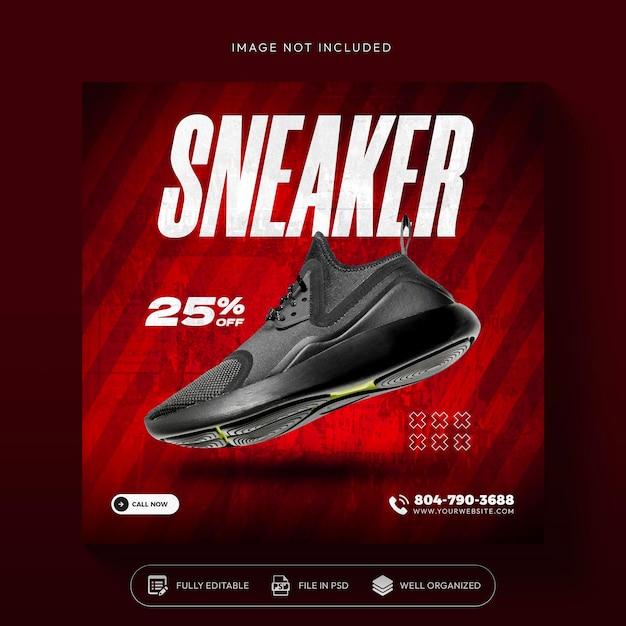 IMAGE NOT INCLUDED
SNEAKER
25% OFF
CALL NOW
804-790-3688
WWW.YOURWEBSITE.COM
FULLY EDITABLE
PSD
FILE IN PSD
WELL ORGANIZED